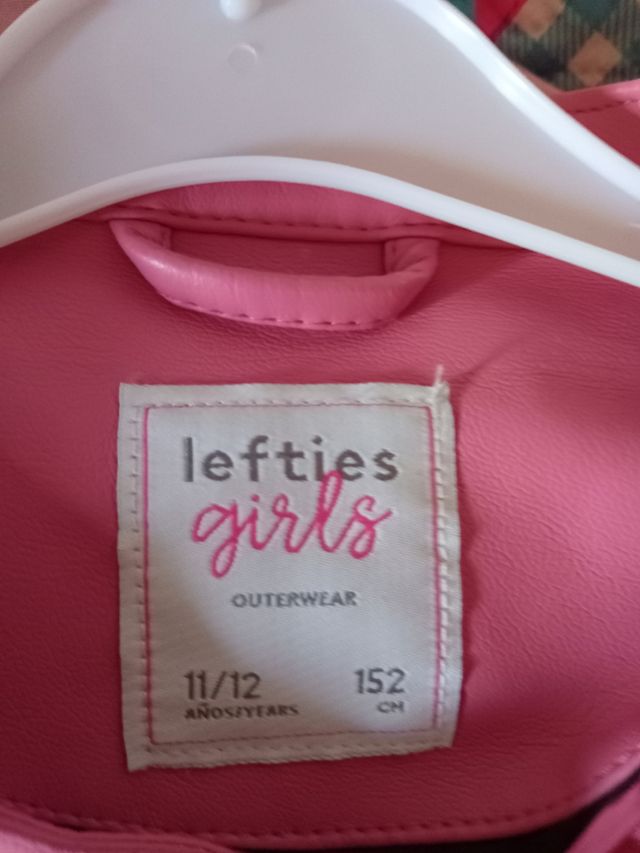 lefties
girls
OUTERWEAR
11/12 152
AÑOS/YEARS CM